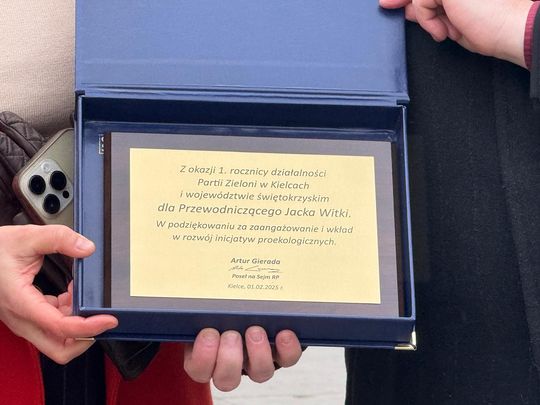 Z okazji 1. rocznicy działalności
Partii Zieloni w Kielcach
i województwie świętokrzyskim
dla Przewodniczącego Jacka Witki.
W podziękowaniu za zaangażowanie i wkład
w rozwój inicjatyw proekologicznych.
Artur Gierada
Poseł na Sejm RP
Kielce, 01.02.2025 r.